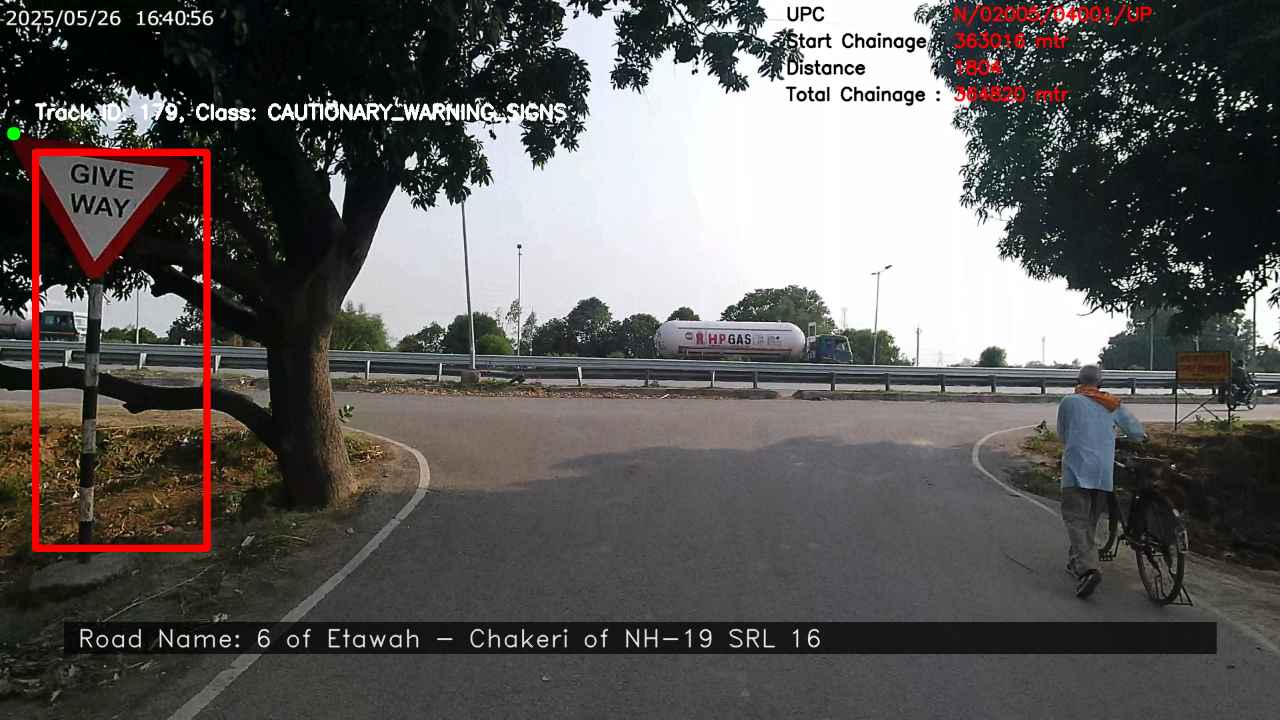 2025/05/26 16:40:56
UPC N/02005/04001/UP
Start Chainage : 363016 mtr
Distance 1804
Total Chainage : 364820 mtr
Track ID: 179, Class: CAUTIONARY_WARNING_SIGNS
GIVE
WAY
HP GAS
Road Name: 6 of Etawah - Chakeri of NH-19 SRL 16